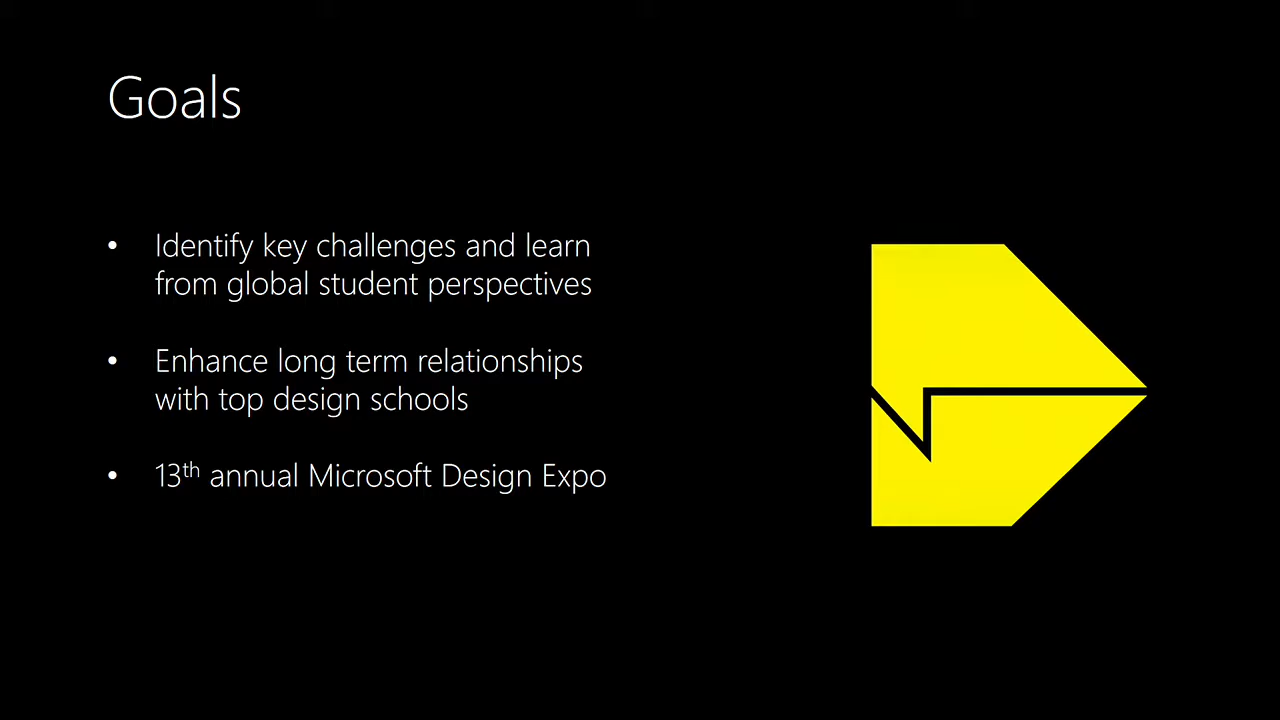 Goals
• Identify key challenges and learn
from global student perspectives
• Enhance long term relationships
with top design schools
• 13th annual Microsoft Design Expo